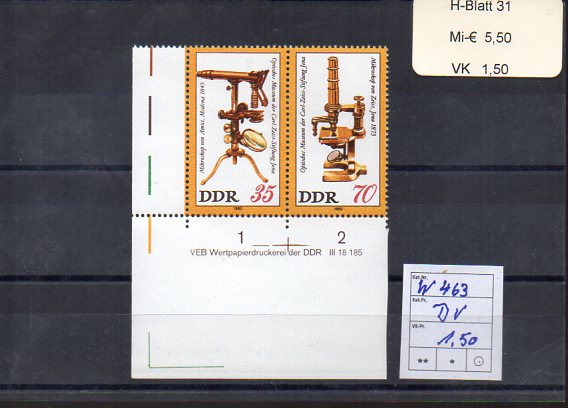 H-Blatt 31
Mi-€ 5,50
VK 1,50
Mikroskop von Amici, Modena 1845
Optisches Museum der Carl-Zeiss-Stiftung Jena
DDR 35
1980
Optisches Museum der Carl-Zeiss-Stiftung Jena
Mikroskop von Zeiss, Jena 1873
DDR 70
1980
1 2
VEB Wertpapierdruckerei der DDR III 18 185
Kat.Nr.
W 463
Kat.Pr.
DV
VK-Pr.
1.50
** *